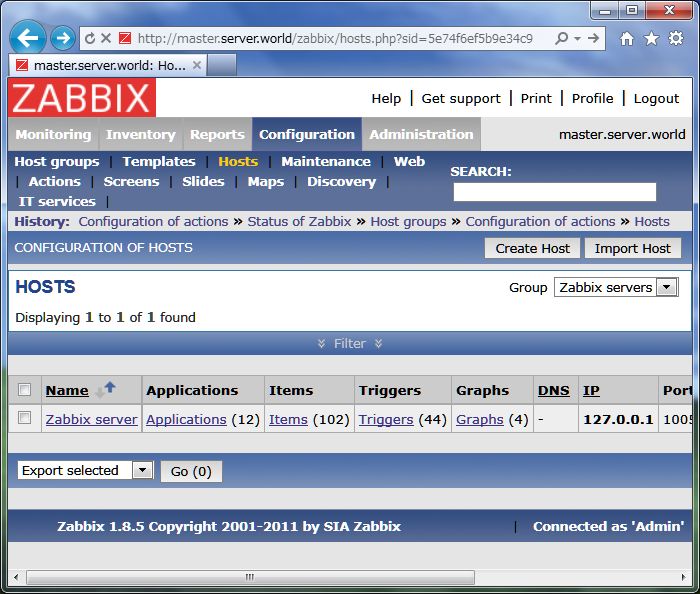 http://master.server.world/zabbix/hosts.php?sid=5e74f6ef5b9e34c9
master.server.world: Ho...
ZABBIX
Help | Get support | Print | Profile | Logout
Monitoring Inventory Reports Configuration Administration master.server.world
Host groups | Templates | Hosts | Maintenance | Web
| Actions | Screens | Slides | Maps | Discovery |
IT services |
SEARCH:
History: Configuration of actions » Status of Zabbix » Host groups » Configuration of actions » Hosts
CONFIGURATION OF HOSTS Create Host Import Host
HOSTS Group Zabbix servers
Displaying 1 to 1 of 1 found
Filter
Name Applications Items Triggers Graphs DNS IP Port
Zabbix server Applications (12) Items (102) Triggers (44) Graphs (4) - 127.0.0.1 1005
Export selected Go (0)
Zabbix 1.8.5 Copyright 2001-2011 by SIA Zabbix | Connected as 'Admin'